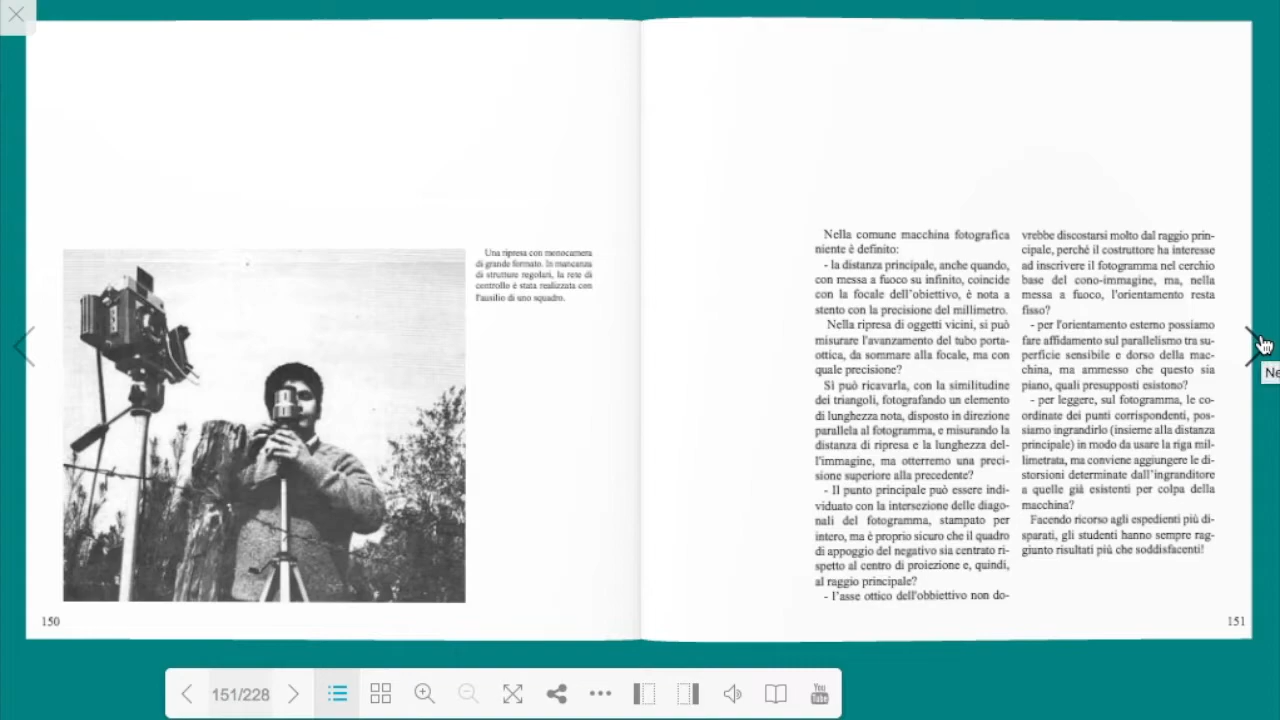 Una ripresa con monocamera
di grande formato. In mancanza
di strutture regolari, la rete di
controllo è stata realizzata con
l'ausilio di uno squadro.
150
Nella comune macchina fotografica
niente è definito:
- la distanza principale, anche quando,
con messa a fuoco su infinito, coincide
con la focale dell'obiettivo, è nota a
stento con la precisione del millimetro.
Nella ripresa di oggetti vicini, si può
misurare l'avanzamento del tubo porta-
ottica, da sommare alla focale, ma con
quale precisione?
Sì può ricavarla, con la similitudine
dei triangoli, fotografando un elemento
di lunghezza nota, disposto in direzione
parallela al fotogramma, e misurando la
distanza di ripresa e la lunghezza del-
l'immagine, ma otterremo una preci-
sione superiore alla precedente?
- Il punto principale può essere indi-
viduato con la intersezione delle diago-
nali del fotogramma, stampato per
intero, ma è proprio sicuro che il quadro
di appoggio del negativo sia centrato ri-
spetto al centro di proiezione e, quindi,
al raggio principale?
- l'asse ottico dell'obbiettivo non do-
vrebbe discostarsi molto dal raggio prin-
cipale, perchè il costruttore ha interesse
ad inscrivere il fotogramma nel cerchio
base del cono-immagine, ma, nella
messa a fuoco, l'orientamento resta
fisso?
- per l'orientamento esterno possiamo
fare affidamento sul parallelismo tra su-
perficie sensibile e dorso della mac-
china, ma ammesso che questo sia
piano, quali presupposti esistono?
- per leggere, sul fotogramma, le co-
ordinate dei punti corrispondenti, pos-
siamo ingrandirlo (insieme alla distanza
principale) in modo da usare la riga mil-
limetrata, ma conviene aggiungere le di-
storsioni determinate dall'ingranditore
a quelle già esistenti per colpa della
macchina?
Facendo ricorso agli espedienti più di-
sparati, gli studenti hanno sempre rag-
giunto risultati più che soddisfacenti!
151
Ne
151/228
You
Tube